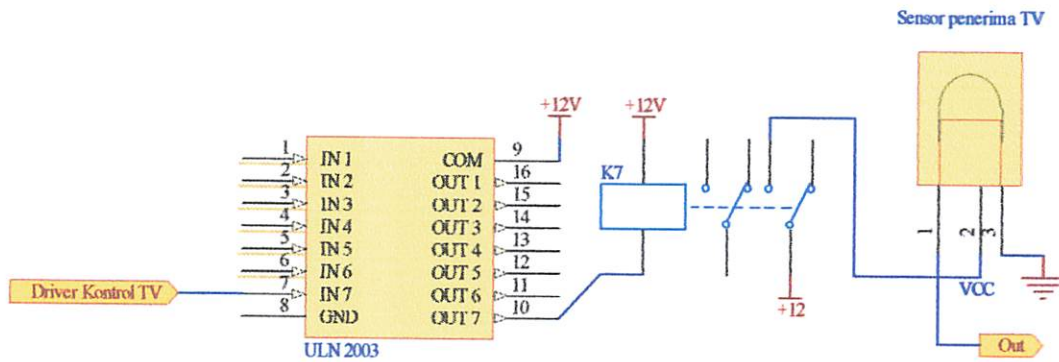 Sensor penerima TV
+12V
+12V
K7
1 IN 1 COM 9
2 IN 2 OUT 1 16
3 IN 3 OUT 2 15
4 IN 4 OUT 3 14
5 IN 5 OUT 4 13
6 IN 6 OUT 5 12
7 IN 7 OUT 6 11
8 GND OUT 7 10
Driver Kontrol TV
ULN 2003
+12
1 2 3
VCC
Out